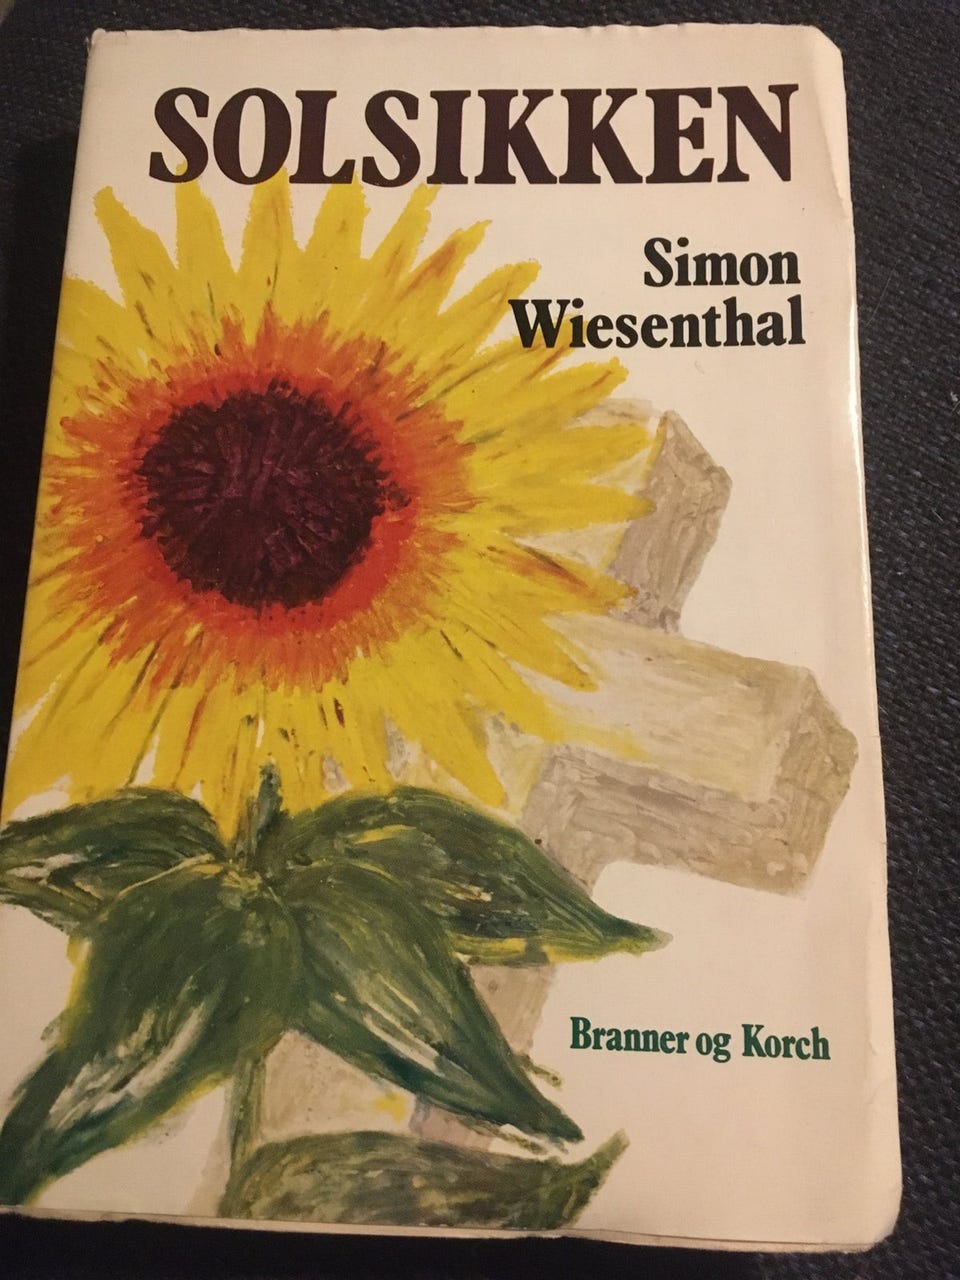 SOLSIKKEN
Simon
Wiesenthal
Branner og Korch